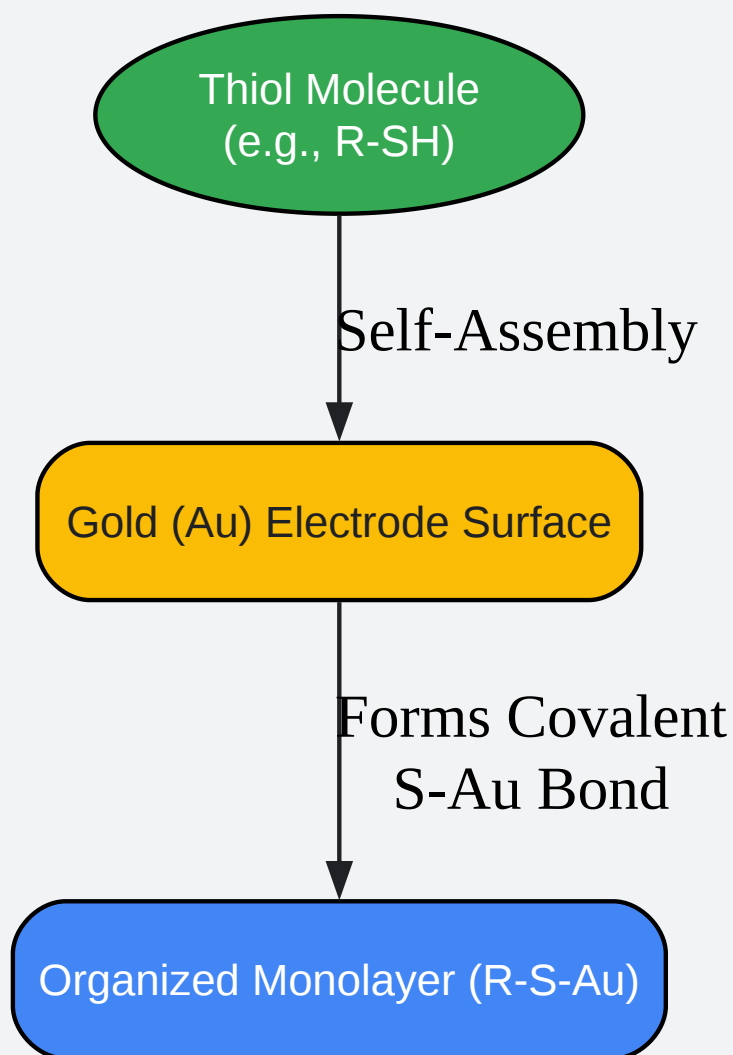 Thiol Molecule
(e.g., R-SH)
Self-Assembly
Gold (Au) Electrode Surface
Forms Covalent
S-Au Bond
Organized Monolayer (R-S-Au)